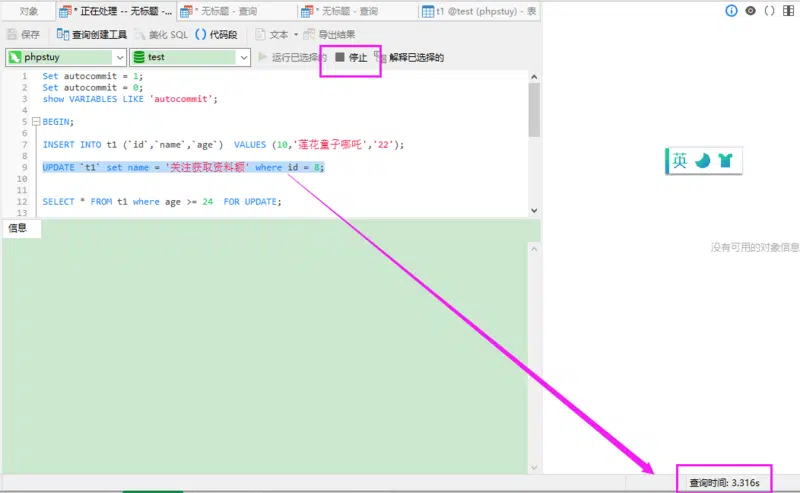 对象
* 正在处理 -- 无标题 -...
* 无标题 - 查询
* 无标题 - 查询
t1 @test (phpstuy) - 表
保存 查询创建工具 美化 SQL () 代码段 文本 导出结果
phpstuy test 运行已选择的 停止 解释已选择的
1 Set autocommit = 1;
2 Set autocommit = 0;
3 show VARIABLES LIKE 'autocommit';
4
5 BEGIN;
6
7 INSERT INTO t1 (`id`,`name`,`age`) VALUES (10,'莲花童子哪吒','22');
8
9 UPDATE `t1` set name = '关注获取资料额' where id = 8;
10
11
12 SELECT * FROM t1 where age >= 24 FOR UPDATE;
13
信息
英
没有可用的对象信息
查询时间: 3.316s